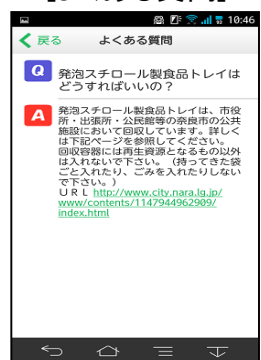 10:46
戻る
よくある質問
Q 発泡スチロール製食品トレイは
どうすればいいの？
A 発泡スチロール製食品トレイは、市役
所・出張所・公民館等の奈良市の公共
施設において回収しています。詳しく
は下記ページを参照してください。
回収容器には再生資源となるもの以外
は入れないで下さい。（持ってきた袋
ごと入れたり、ごみを入れたりしない
で下さい。）
ＵＲＬ http://www.city.nara.lg.jp/
www/contents/1147944962909/
index.html